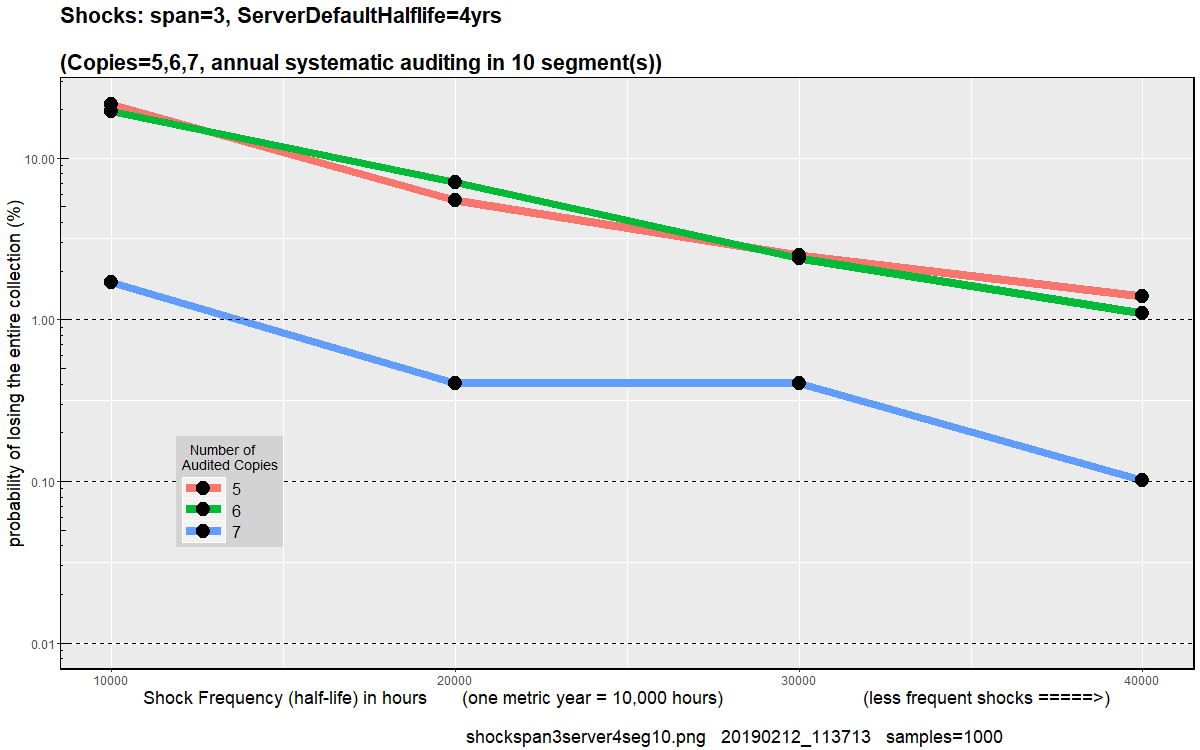 Shocks: span=3, ServerDefaultHalflife=4yrs
(Copies=5,6,7, annual systematic auditing in 10 segment(s))
probability of losing the entire collection (%)
10.00
1.00
0.10
0.01
Number of
Audited Copies
5
6
7
10000 20000 30000 40000
Shock Frequency (half-life) in hours (one metric year = 10,000 hours) (less frequent shocks =====>)
shockspan3server4seg10.png 20190212_113713 samples=1000